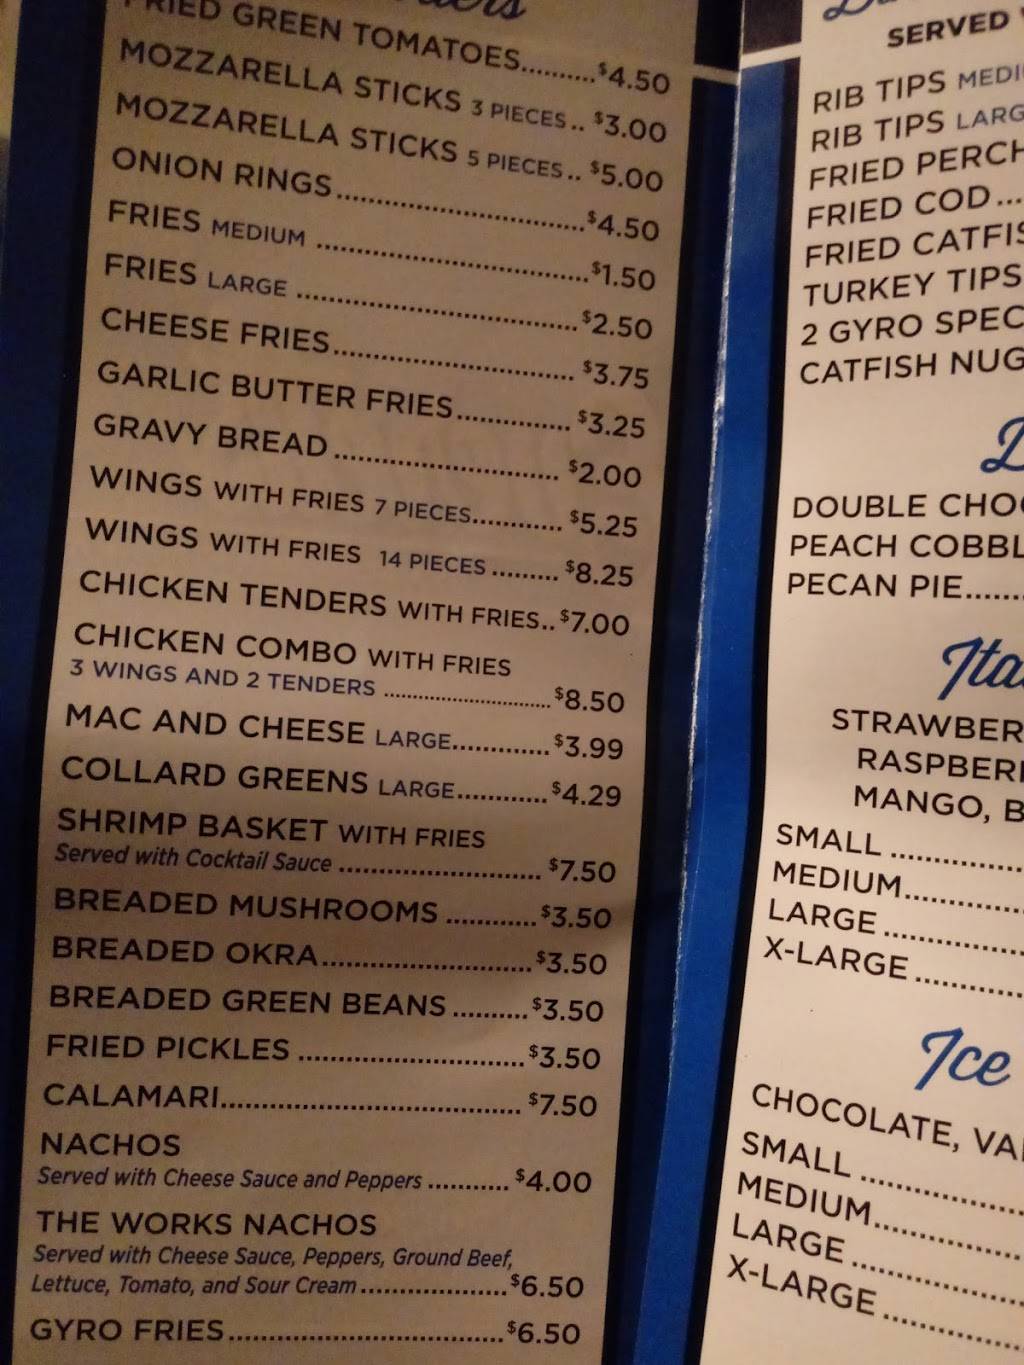 FRIED GREEN TOMATOES..........$4.50
MOZZARELLA STICKS 3 PIECES.. $3.00
MOZZARELLA STICKS 5 PIECES.. $5.00
ONION RINGS..................................$4.50
FRIES MEDIUM .....................................$1.50
FRIES LARGE ......................................$2.50
CHEESE FRIES................................. $3.75
GARLIC BUTTER FRIES............... $3.25
GRAVY BREAD............................... $2.00
WINGS WITH FRIES 7 PIECES............ $5.25
WINGS WITH FRIES 14 PIECES ......... $8.25
CHICKEN TENDERS WITH FRIES.. $7.00
CHICKEN COMBO WITH FRIES
3 WINGS AND 2 TENDERS ..............................$8.50
MAC AND CHEESE LARGE.............$3.99
COLLARD GREENS LARGE............$4.29
SHRIMP BASKET WITH FRIES
Served with Cocktail Sauce .............................. $7.50
BREADED MUSHROOMS ............$3.50
BREADED OKRA............................$3.50
BREADED GREEN BEANS ..........$3.50
FRIED PICKLES ..............................$3.50
CALAMARI........................................ $7.50
NACHOS
Served with Cheese Sauce and Peppers ........... $4.00
THE WORKS NACHOS
Served with Cheese Sauce, Peppers, Ground Beef,
Lettuce, Tomato, and Sour Cream ....................$6.50
GYRO FRIES.....................................$6.50
SERVED
RIB TIPS
RIB TIPS
FRIED PERCH
FRIED COD...
FRIED
TURKEY TIPS
2 GYRO
CATFISH
DOUBLE
PEACH
PECAN PIE.......
MANGO,
SMALL ..............
MEDIUM.............
LARGE ...............
X-LARGE ............
Ice
CHOCOLATE,
SMALL .................
MEDIUM................
LARGE ..................
X-LARGE ...............